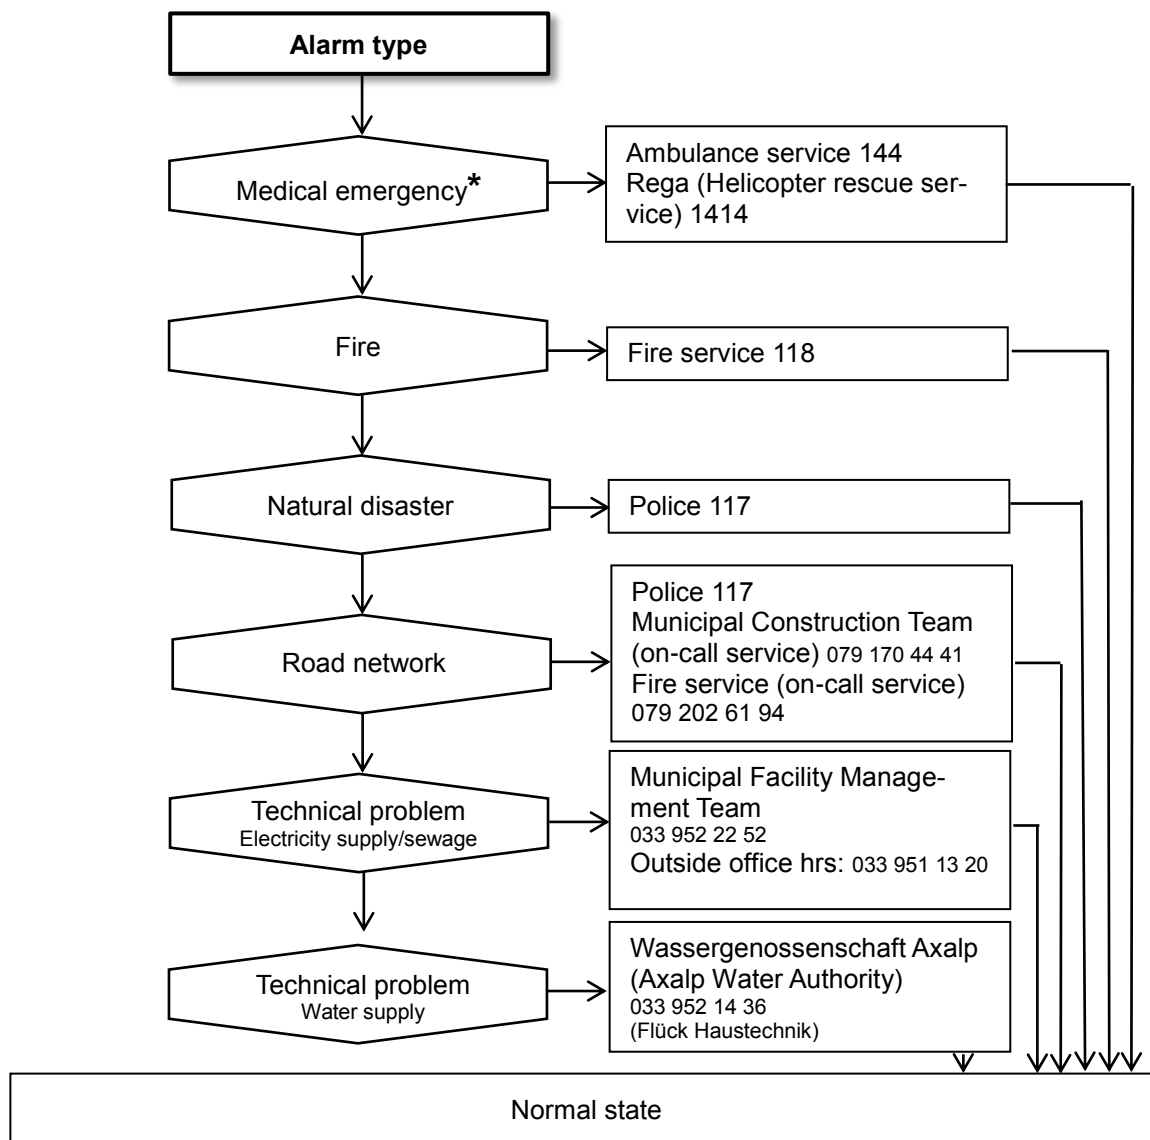 Alarm type
Medical emergency*
Ambulance service 144
Rega (Helicopter rescue ser-
vice) 1414
Fire
Fire service 118
Natural disaster
Police 117
Road network
Police 117
Municipal Construction Team
(on-call service) 079 170 44 41
Fire service (on-call service)
079 202 61 94
Technical problem
Electricity supply/sewage
Municipal Facility Manage-
ment Team
033 952 22 52
Outside office hrs: 033 951 13 20
Technical problem
Water supply
Wassergenossenschaft Axalp
(Axalp Water Authority)
033 952 14 36
(Flück Haustechnik)
Normal state